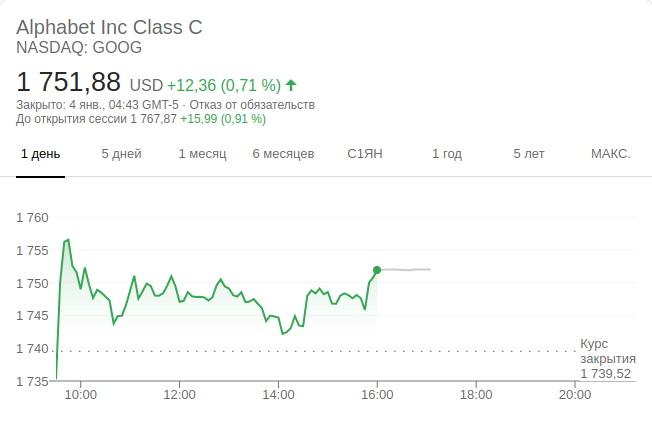 Alphabet Inc Class C
NASDAQ: GOOG
1 751,88 USD +12,36 (0,71 %)
Закрыто: 4 янв., 04:43 GMT-5 · Отказ от обязательств
До открытия сессии 1 767,87 +15,99 (0,91 %)
1 день 5 дней 1 месяц 6 месяцев С1ЯН 1 год 5 лет МАКС.
1 760
1 755
1 750
1 745
1 740
1 735
Курс
закрытия
1 739,52
10:00 12:00 14:00 16:00 18:00 20:00